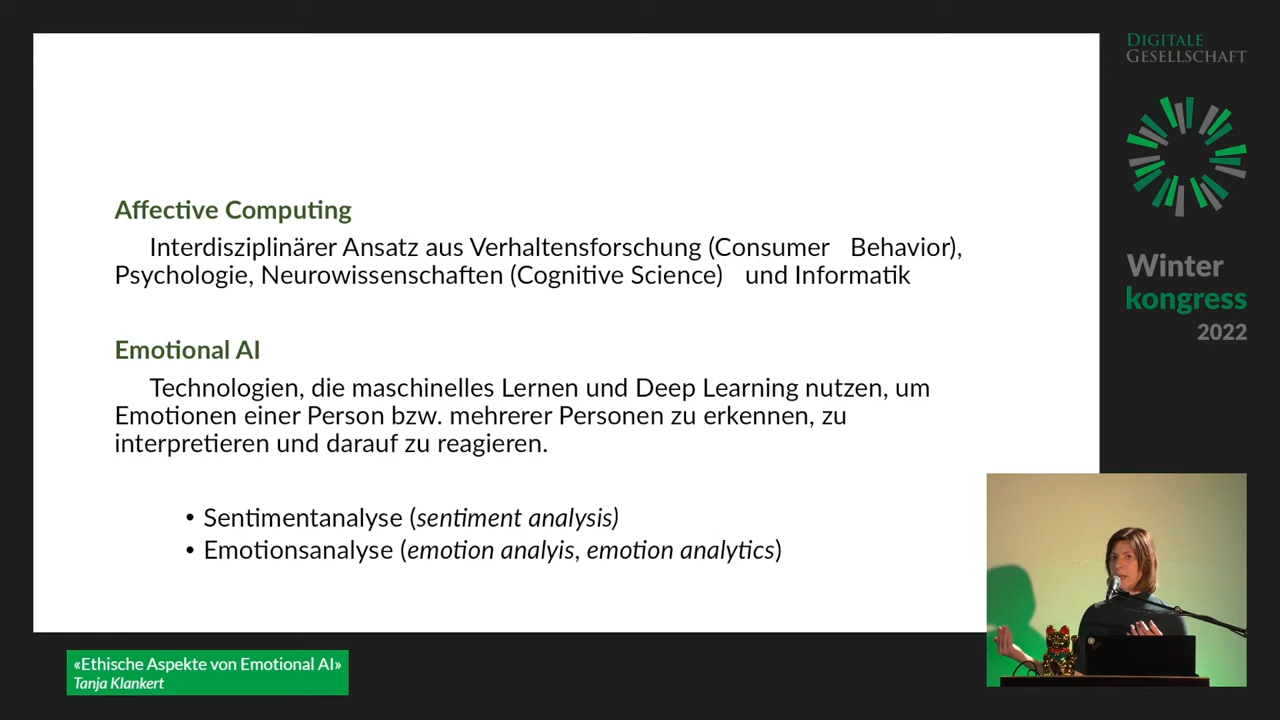 Affective Computing
Interdisziplinärer Ansatz aus Verhaltensforschung (Consumer Behavior),
Psychologie, Neurowissenschaften (Cognitive Science) und Informatik
Emotional AI
Technologien, die maschinelles Lernen und Deep Learning nutzen, um
Emotionen einer Person bzw. mehrerer Personen zu erkennen, zu
interpretieren und darauf zu reagieren.
• Sentimentanalyse (sentiment analysis)
• Emotionsanalyse (emotion analyis, emotion analytics)
DIGITALE
GESELLSCHAFT
Winter
kongress
2022
«Ethische Aspekte von Emotional AI»
Tanja Klankert